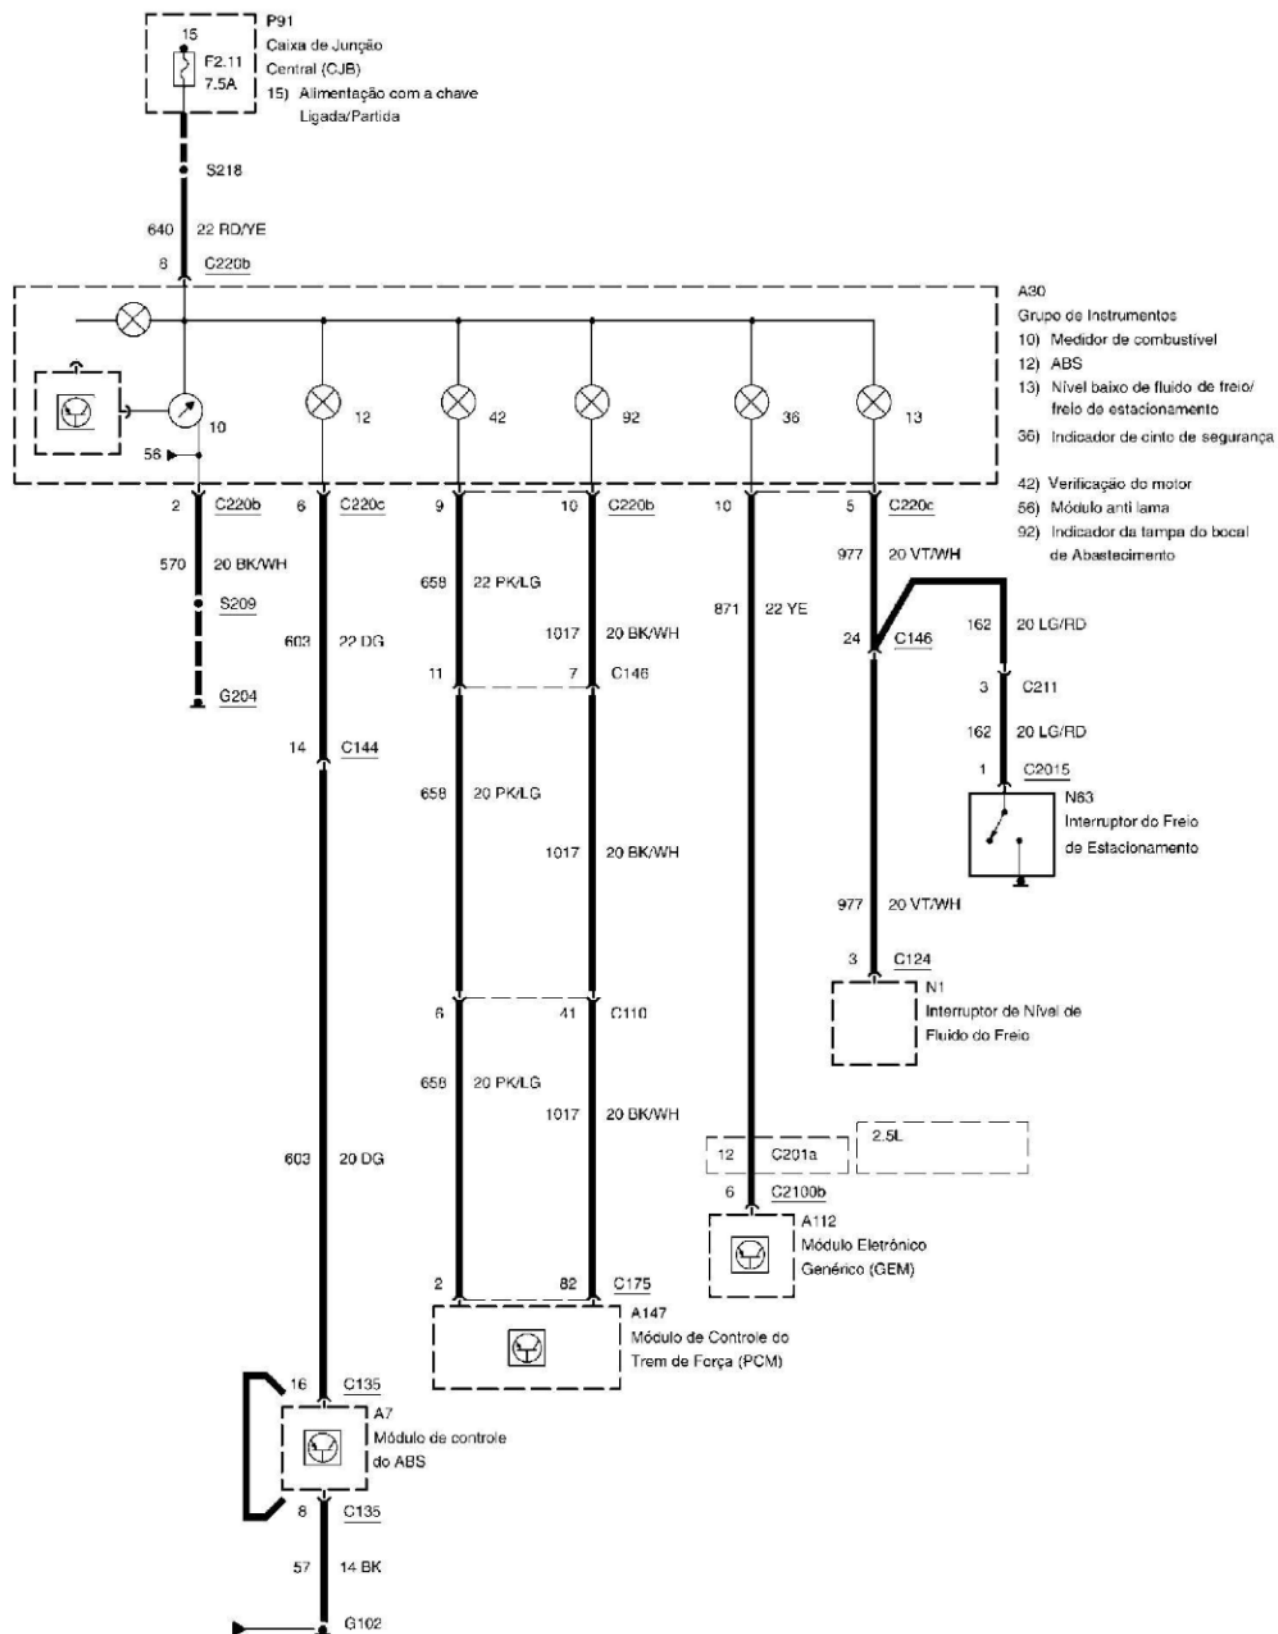 P91
15
Caixa de Junção
F2.11
Central (CJB)
7.5A
15) Alimentação com a chave
Ligada/Partida
S218
640 22 RD/YE
8 C220b
A30
Grupo de Instrumentos
10) Medidor de combustível
12) ABS
13) Nível baixo de fluido de freio/
freio de estacionamento
36) Indicador de cinto de segurança
42) Verificação do motor
56) Módulo anti lama
92) Indicador da tampa do bocal
de Abastecimento
10
12
42
92
36
13
56
2 C220b
6 C220c
9
10 C220b
10
5 C220c
570 20 BK/WH
S209
G204
603 22 DG
14 C144
658 22 PK/LG
1017 20 BK/WH
11
7 C146
871 22 YE
977 20 VT/WH
24 C146
162 20 LG/RD
3 C211
162 20 LG/RD
1 C2015
N63
Interruptor do Freio
de Estacionamento
658 20 PK/LG
1017 20 BK/WH
977 20 VT/WH
3 C124
N1
Interruptor de Nível de
Fluido do Freio
6
41 C110
658 20 PK/LG
1017 20 BK/WH
2.5L
12 C201a
6 C2100b
A112
Módulo Eletrônico
Genérico (GEM)
603 20 DG
2
82 C175
A147
Módulo de Controle do
Trem de Força (PCM)
16 C135
A7
Módulo de controle
do ABS
8 C135
57 14 BK
G102